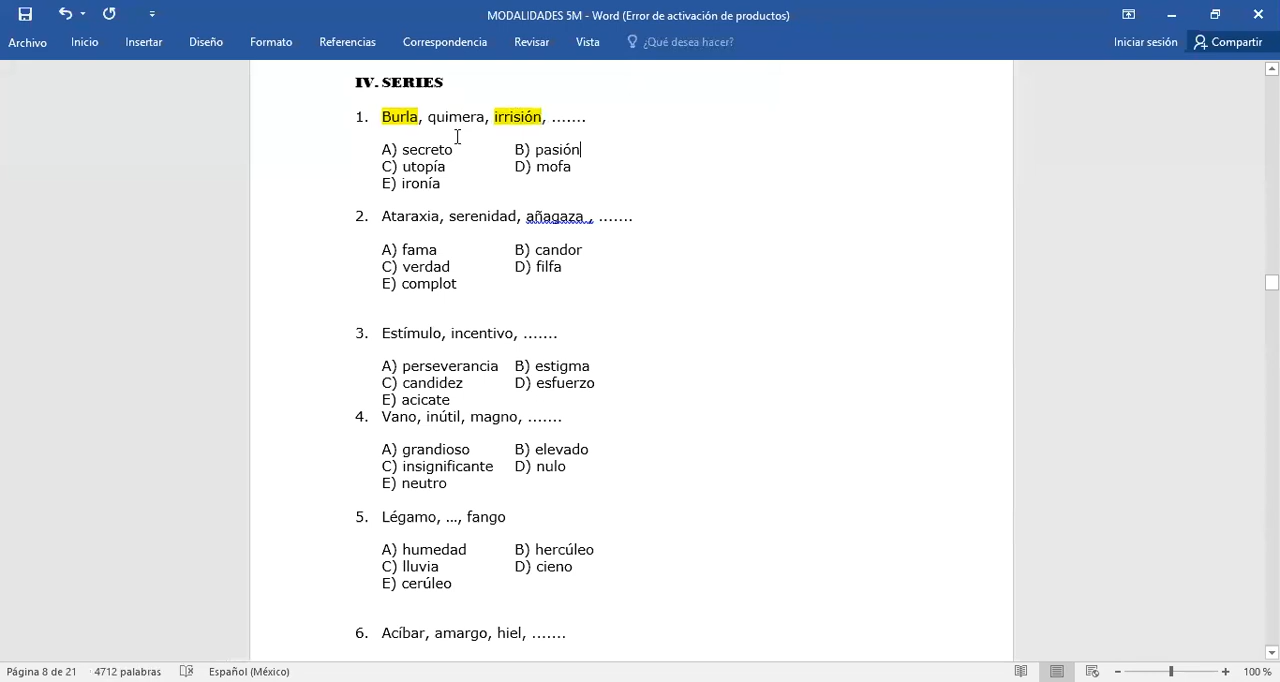 MODALIDADES 5M - Word (Error de activación de productos)
Archivo Inicio Insertar Diseño Formato Referencias Correspondencia Revisar Vista ¿Qué desea hacer? Iniciar sesión Compartir
IV. SERIES
1. Burla, quimera, irrisión, .......
A) secreto B) pasión
C) utopía D) mofa
E) ironía
2. Ataraxia, serenidad, añagaza , .......
A) fama B) candor
C) verdad D) filfa
E) complot
3. Estímulo, incentivo, .......
A) perseverancia B) estigma
C) candidez D) esfuerzo
E) acicate
4. Vano, inútil, magno, .......
A) grandioso B) elevado
C) insignificante D) nulo
E) neutro
5. Légamo, ..., fango
A) humedad B) hercúleo
C) lluvia D) cieno
E) cerúleo
6. Acíbar, amargo, hiel, .......
Página 8 de 21 4712 palabras Español (México) 100 %